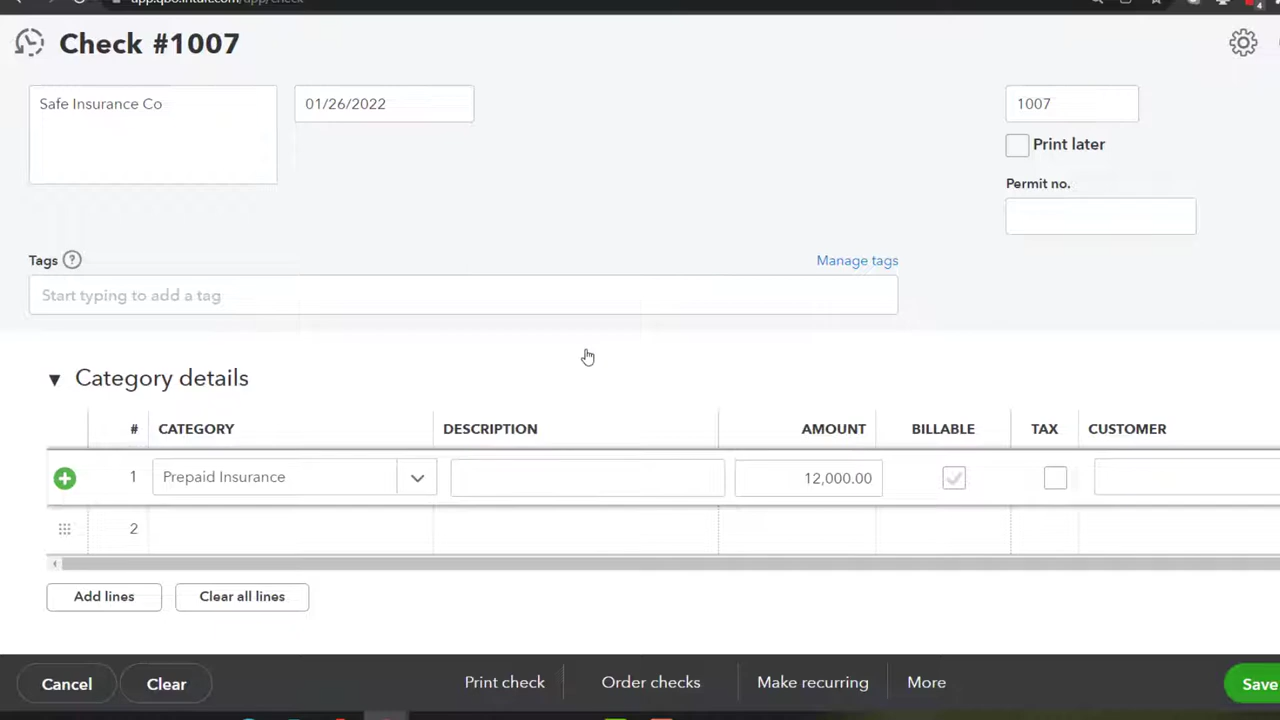 Check #1007
Safe Insurance Co
01/26/2022
1007
Print later
Permit no.
Tags ?
Manage tags
Start typing to add a tag
Category details
# CATEGORY DESCRIPTION AMOUNT BILLABLE TAX CUSTOMER
1 Prepaid Insurance 12,000.00
2
Add lines Clear all lines
Cancel Clear Print check Order checks Make recurring More Save